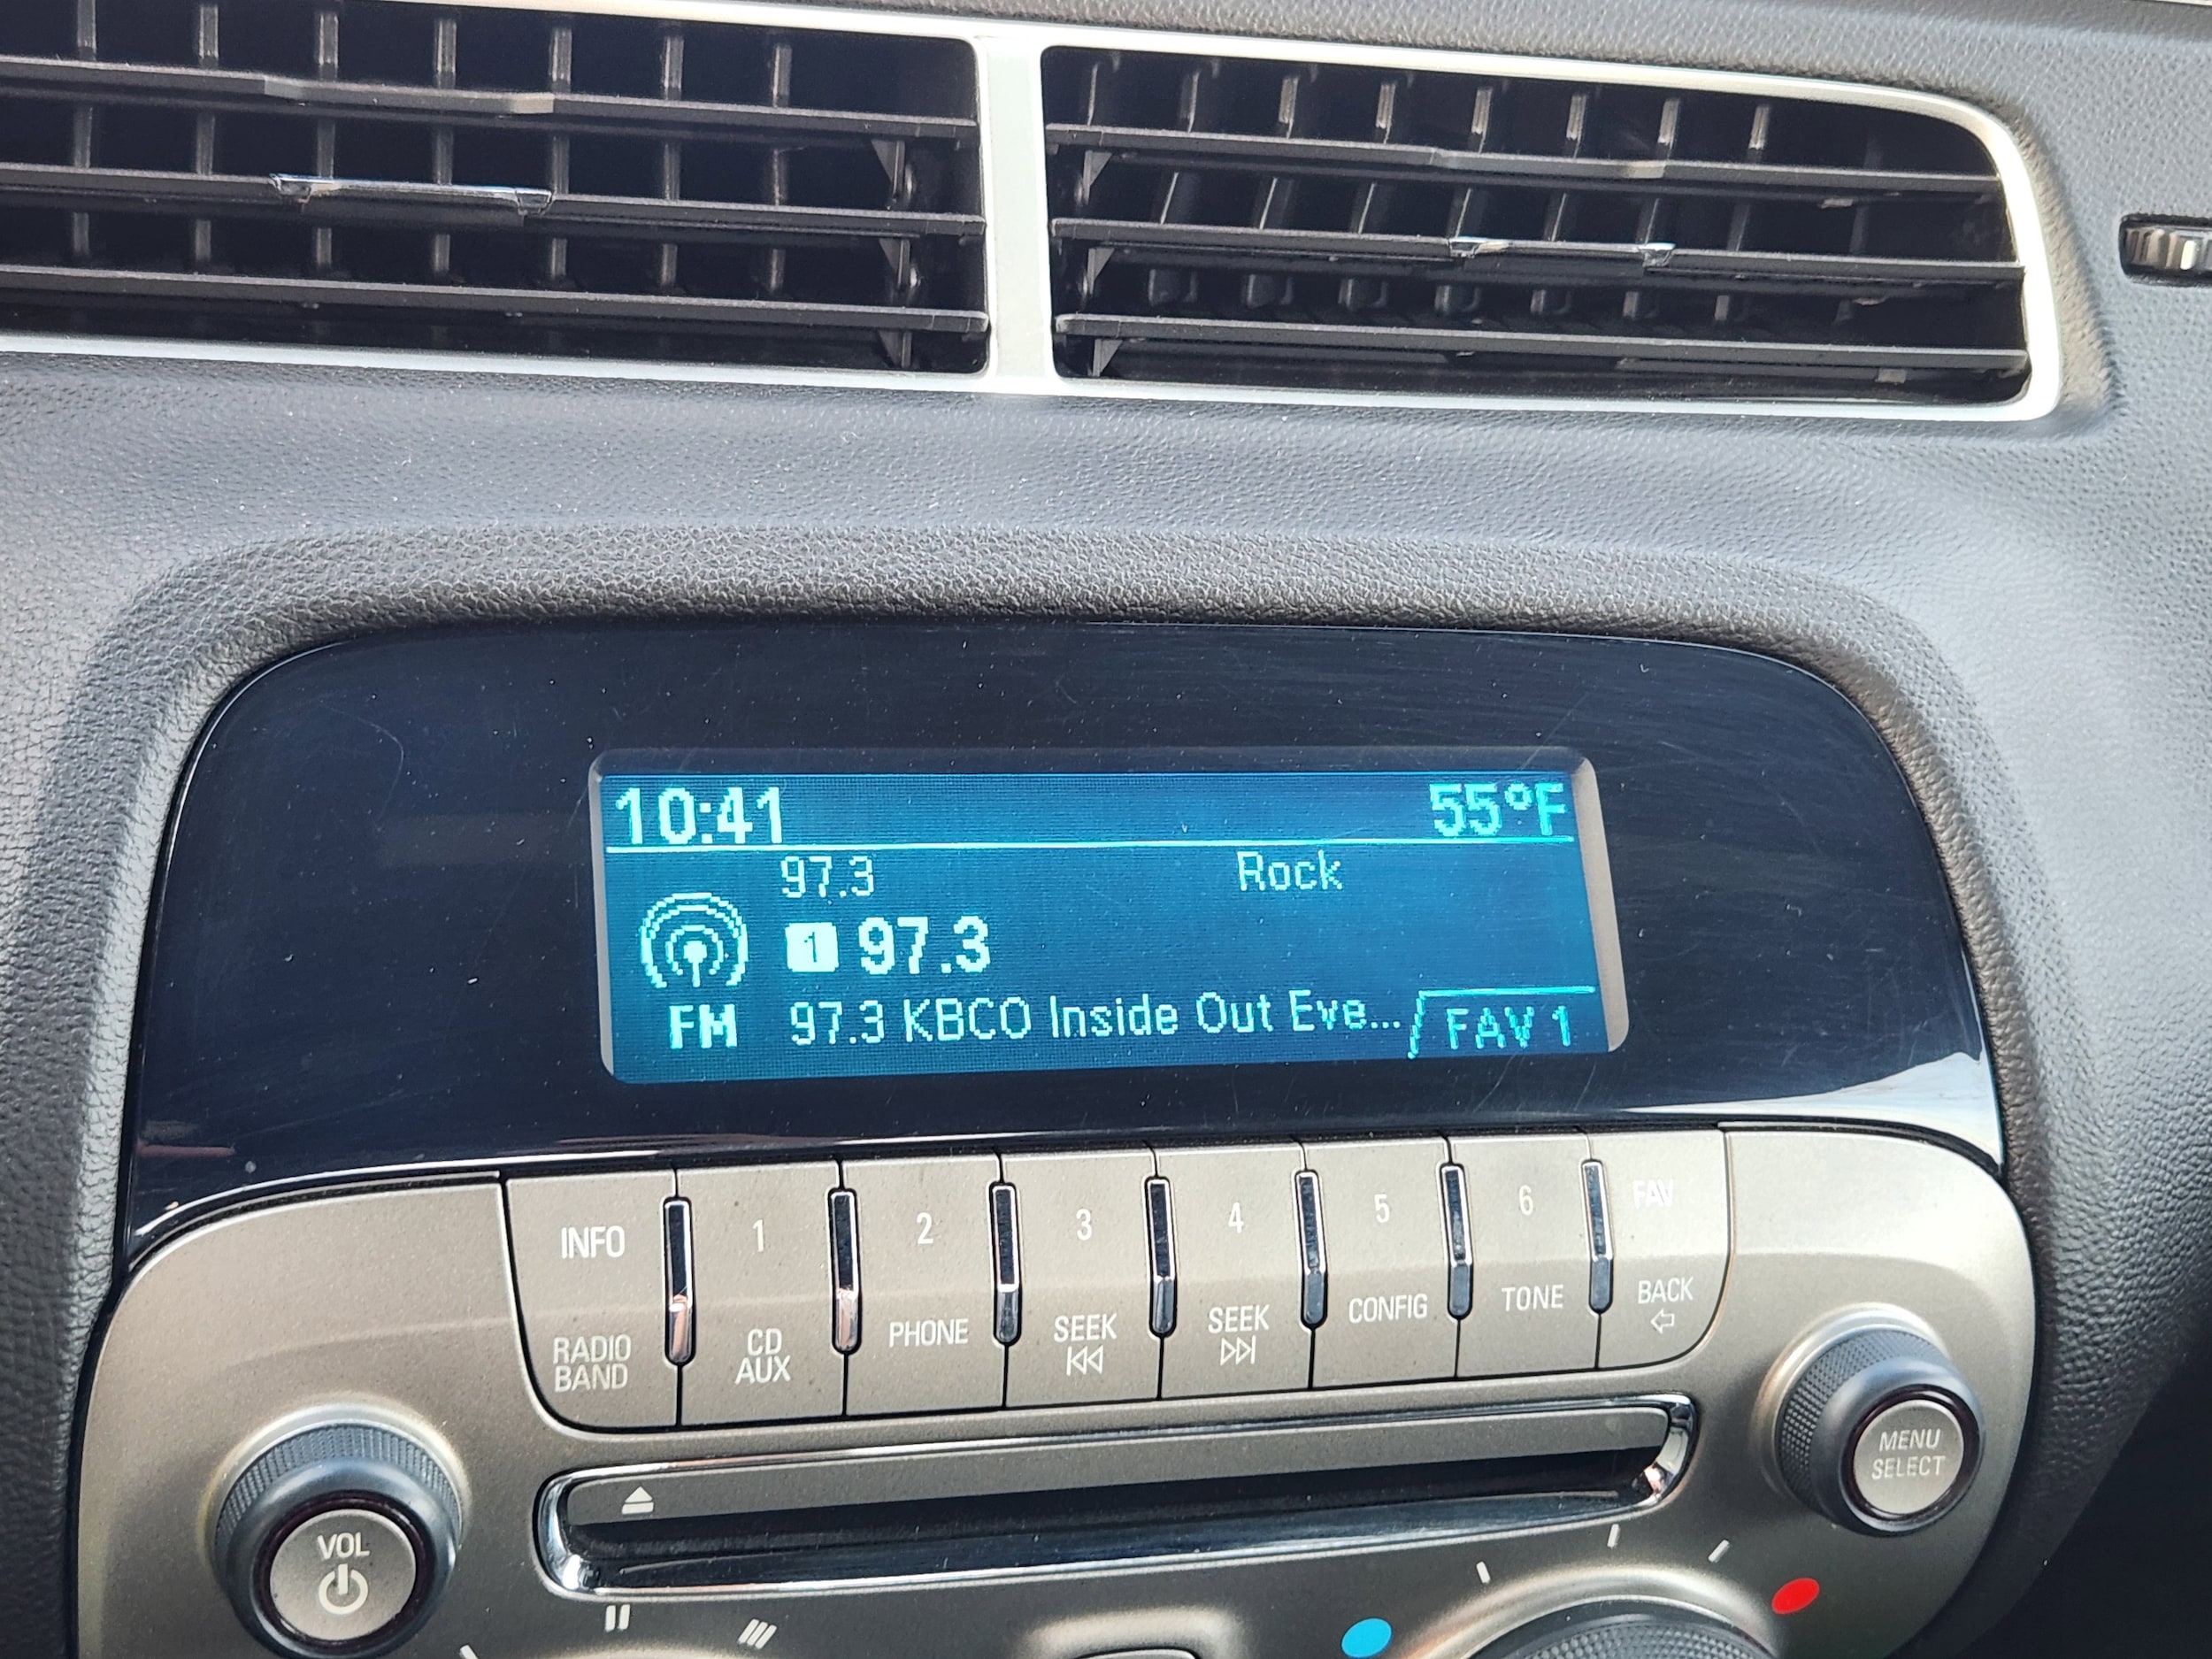 10:41 55°F
97.3 Rock
1 97.3
FM 97.3 KBCO Inside Out Eve... FAV 1
INFO 1 2 3 4 5 6 FAV
RADIO BAND CD AUX PHONE SEEK SEEK CONFIG TONE BACK
VOL
MENU
SELECT